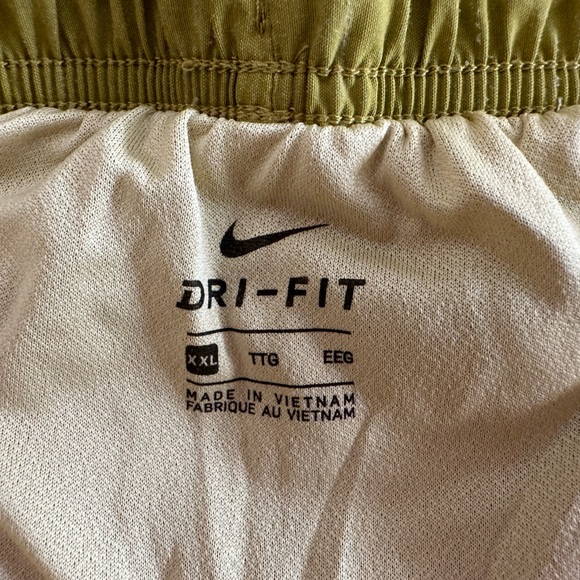 DRI-FIT
XXL TTG EEG
MADE IN VIETNAM
FABRIQUE AU VIETNAM